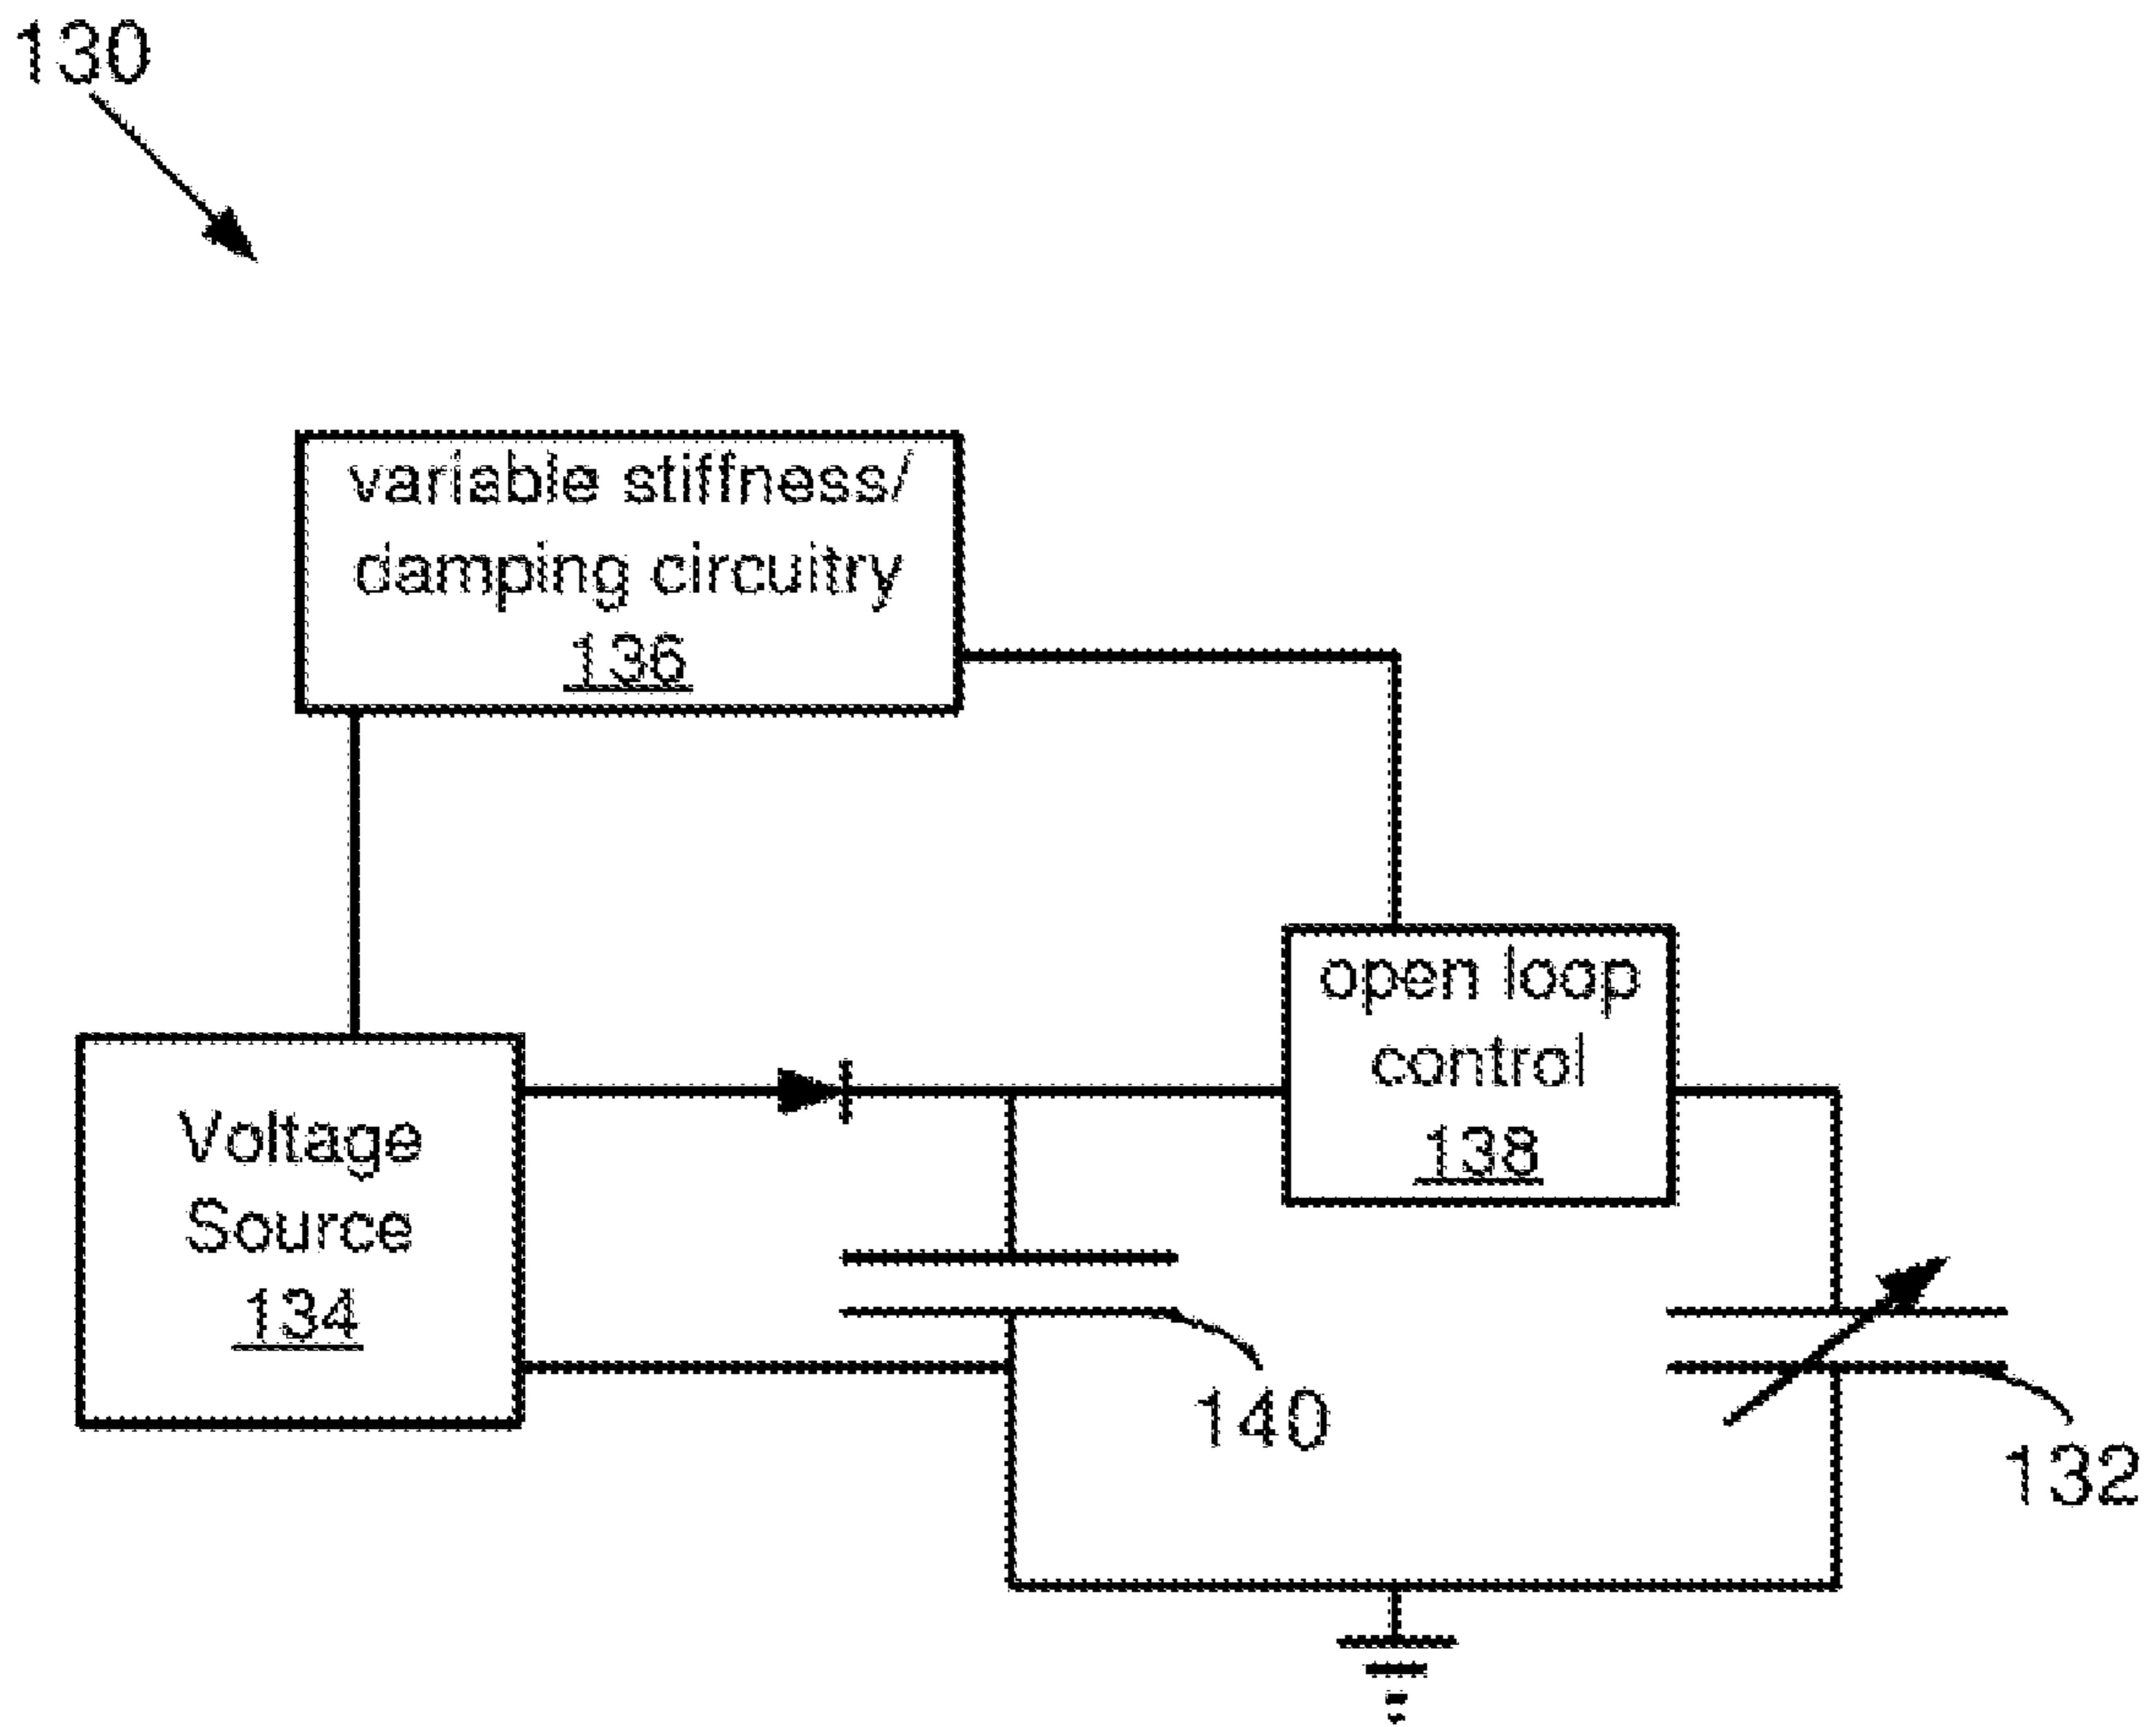 130
variable stiffness/
damping circuitry
136
open loop
control
138
Voltage
Source
134
140
132